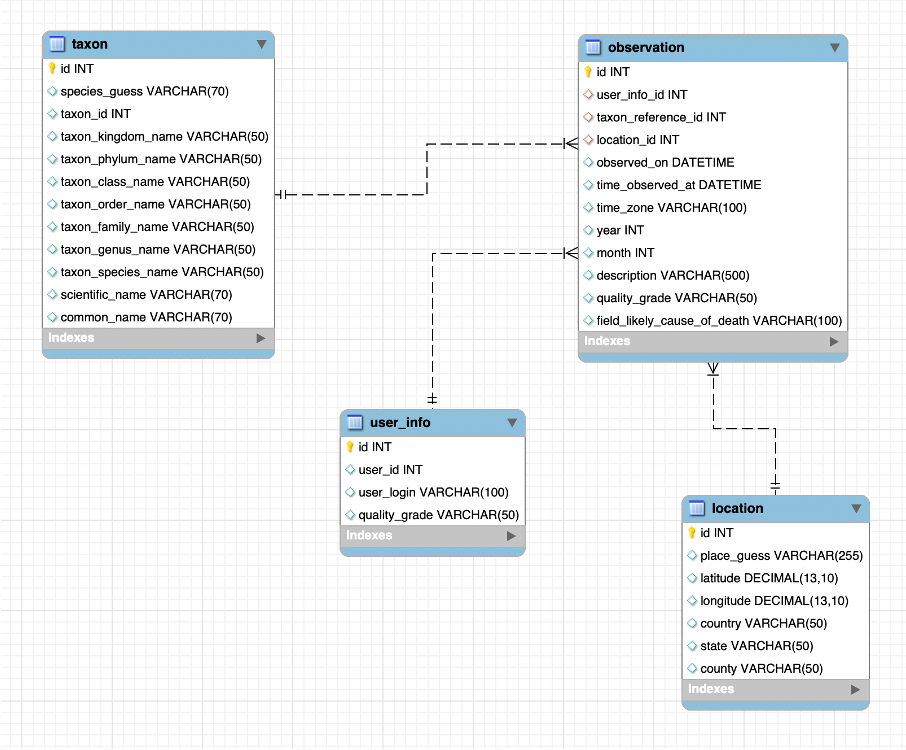 taxon
id INT
species_guess VARCHAR(70)
taxon_id INT
taxon_kingdom_name VARCHAR(50)
taxon_phylum_name VARCHAR(50)
taxon_class_name VARCHAR(50)
taxon_order_name VARCHAR(50)
taxon_family_name VARCHAR(50)
taxon_genus_name VARCHAR(50)
taxon_species_name VARCHAR(50)
scientific_name VARCHAR(70)
common_name VARCHAR(70)
Indexes
observation
id INT
user_info_id INT
taxon_reference_id INT
location_id INT
observed_on DATETIME
time_observed_at DATETIME
time_zone VARCHAR(100)
year INT
month INT
description VARCHAR(500)
quality_grade VARCHAR(50)
field_likely_cause_of_death VARCHAR(100)
Indexes
user_info
id INT
user_id INT
user_login VARCHAR(100)
quality_grade VARCHAR(50)
Indexes
location
id INT
place_guess VARCHAR(255)
latitude DECIMAL(13,10)
longitude DECIMAL(13,10)
country VARCHAR(50)
state VARCHAR(50)
county VARCHAR(50)
Indexes